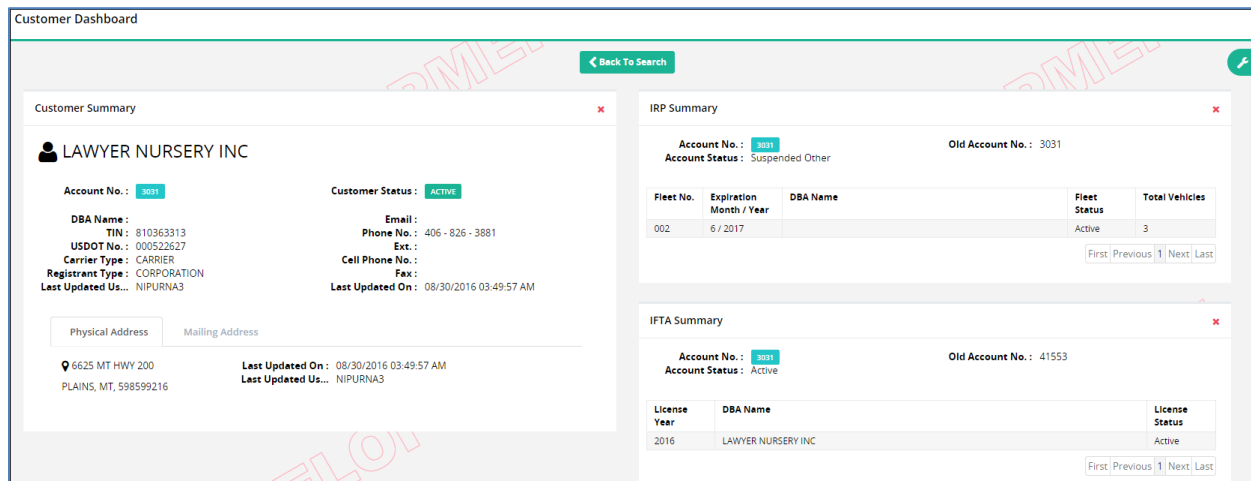 Customer Dashboard
Back To Search
Customer Summary
LAWYER NURSERY INC
Account No. : 3031 Customer Status : ACTIVE
DBA Name : Email :
TIN : 810363313 Phone No. : 406 - 826 - 3881
USDOT No. : 000522627 Ext. :
Carrier Type : CARRIER Cell Phone No. :
Registrant Type : CORPORATION Fax :
Last Updated Us... NIPURNA3 Last Updated On : 08/30/2016 03:49:57 AM
Physical Address Mailing Address
6625 MT HWY 200 Last Updated On : 08/30/2016 03:49:57 AM
PLAINS, MT, 598599216 Last Updated Us... NIPURNA3
IRP Summary
Account No. : 3031 Old Account No. : 3031
Account Status : Suspended Other
Fleet No. Expiration Month / Year DBA Name Fleet Status Total Vehicles
002 6 / 2017 Active 3
First Previous 1 Next Last
IFTA Summary
Account No. : 3031 Old Account No. : 41553
Account Status : Active
License Year DBA Name License Status
2016 LAWYER NURSERY INC Active
First Previous 1 Next Last